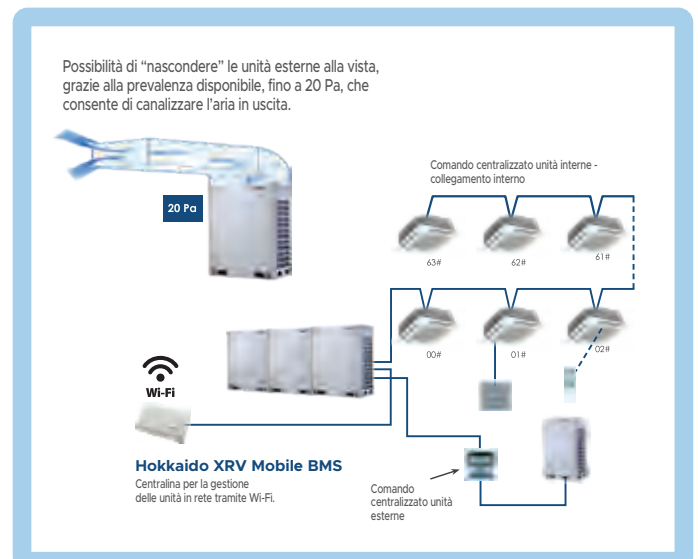 Possibilità di “nascondere” le unità esterne alla vista,
grazie alla prevalenza disponibile, fino a 20 Pa, che
consente di canalizzare l’aria in uscita.
20 Pa
Comando centralizzato unità interne -
collegamento interno
63#
62#
61#
00#
01#
02#
Wi-Fi
Hokkaido XRV Mobile BMS
Centralina per la gestione
delle unità in rete tramite Wi-Fi.
Comando
centralizzato unità
esterne